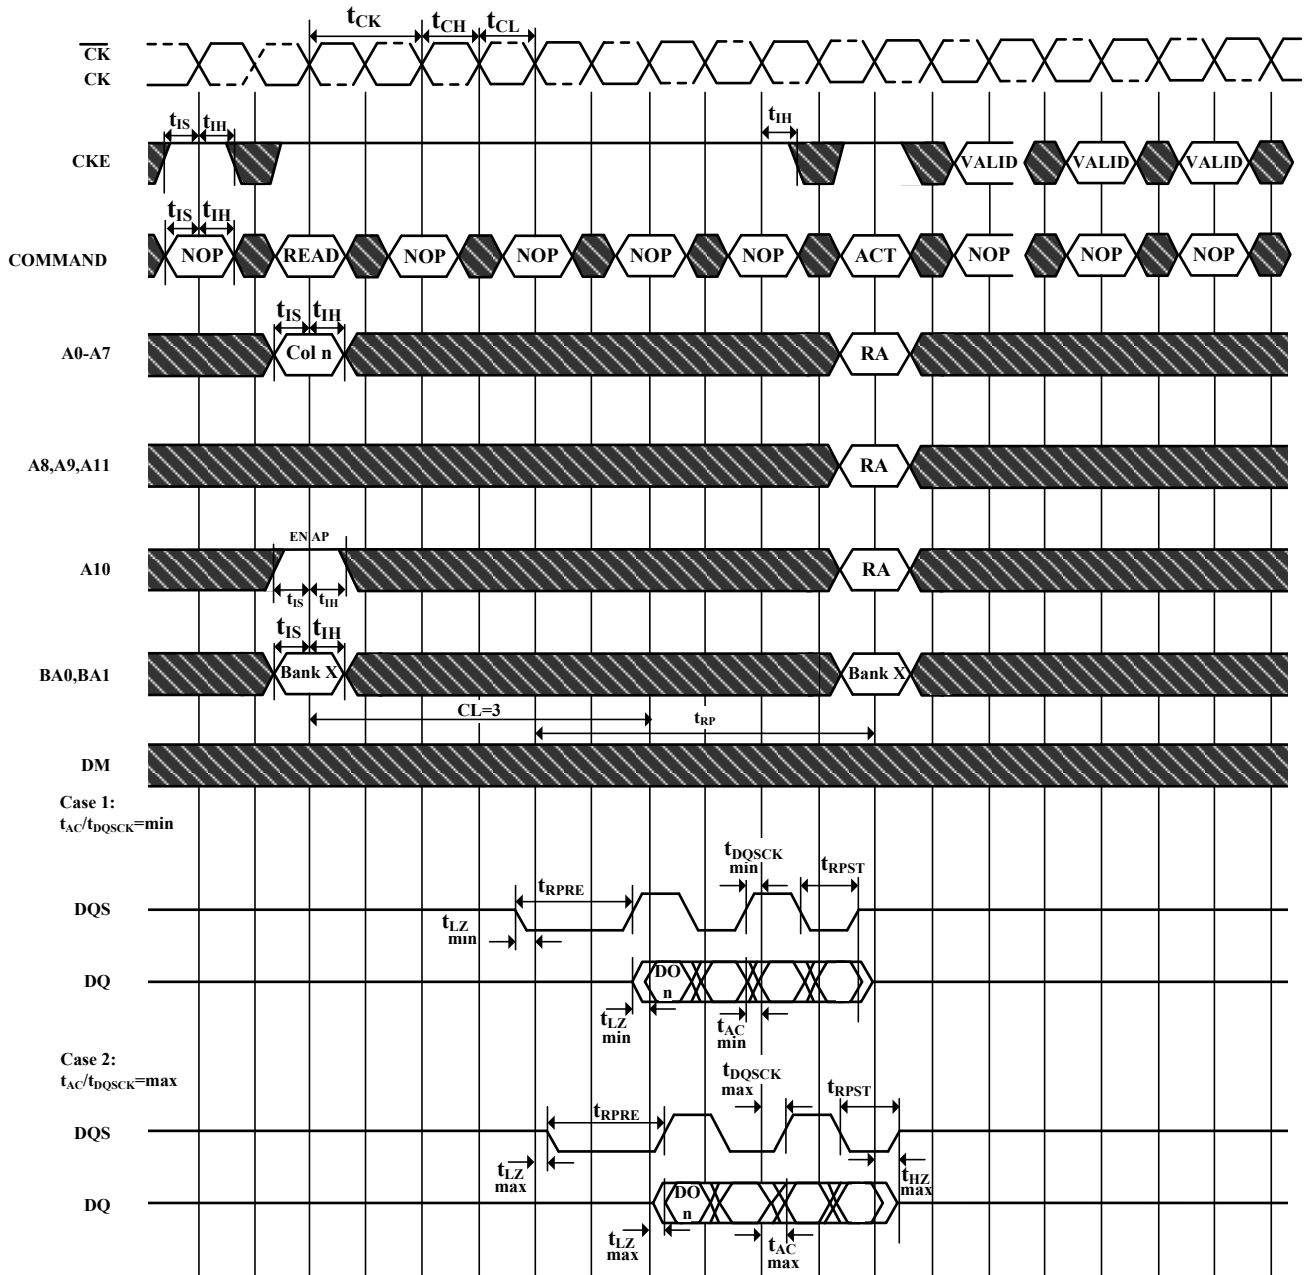 tCK tCH tCL
CK
CK
tIS tIH tIH
CKE VALID VALID VALID
tIS tIH
COMMAND NOP READ NOP NOP NOP NOP ACT NOP NOP NOP
tIS tIH
A0-A7 Col n RA
A8,A9,A11 RA
EN AP
A10 RA
tIS tIH
tIS tIH
BA0,BA1 Bank X Bank X
CL=3 tRP
DM
Case 1:
tAC/tDQSCK=min
tDQSCK
min
tRPST
tRPRE
DQS
tLZ
min
DQ DO
n
tLZ
min
tAC
min
Case 2:
tAC/tDQSCK=max
tDQSCK
max
tRPST
tRPRE
DQS
tLZ
max
tHZ
max
DQ DO
n
tLZ
max
tAC
max